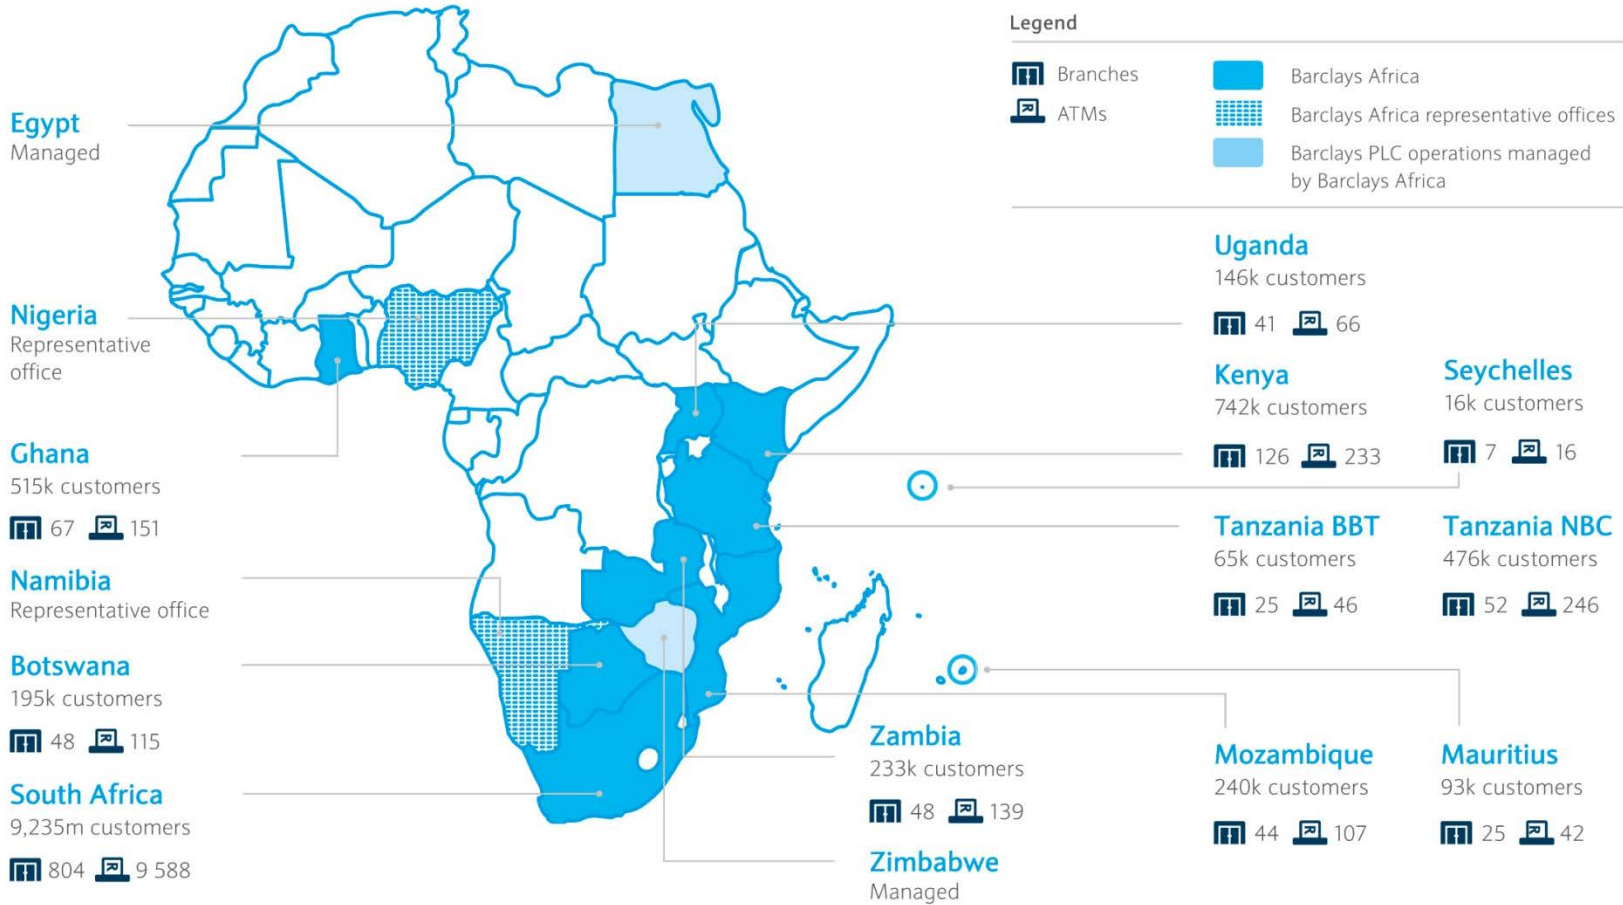 Legend
Branches
ATMs
Barclays Africa
Barclays Africa representative offices
Barclays PLC operations managed
by Barclays Africa
Egypt
Managed
Nigeria
Representative
office
Ghana
515k customers
67 R 151
Namibia
Representative office
Botswana
195k customers
48 R 115
South Africa
9,235m customers
804 R 9 588
Uganda
146k customers
41 R 66
Kenya
742k customers
126 R 233
Seychelles
16k customers
7 R 16
Tanzania BBT
65k customers
25 R 46
Tanzania NBC
476k customers
52 R 246
Zambia
233k customers
48 R 139
Zimbabwe
Managed
Mozambique
240k customers
44 R 107
Mauritius
93k customers
25 R 42